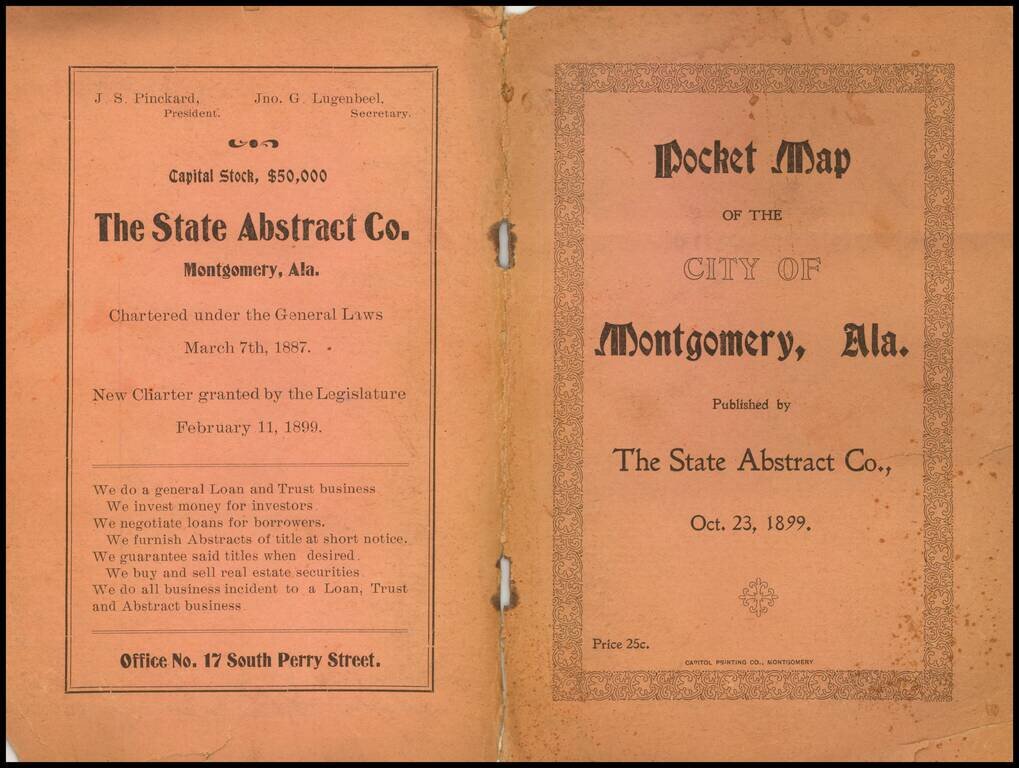 J. S. Pinckard, Jno. G. Lugenbeel,
President. Secretary.
Capital Stock, $50,000
The State Abstract Co.
Montgomery, Ala.
Chartered under the General Laws
March 7th, 1887.
New Charter granted by the Legislature
February 11, 1899.
We do a general Loan and Trust business
We invest money for investors.
We negotiate loans for borrowers.
We furnish Abstracts of title at short notice.
We guarantee said titles when desired.
We buy and sell real estate securities.
We do all business incident to a Loan, Trust
and Abstract business
Office No. 17 South Perry Street.
Pocket Map
OF THE
CITY OF
Montgomery, Ala.
Published by
The State Abstract Co.,
Oct. 23, 1899.
Price 25c.
CAPITOL PRINTING CO., MONTGOMERY